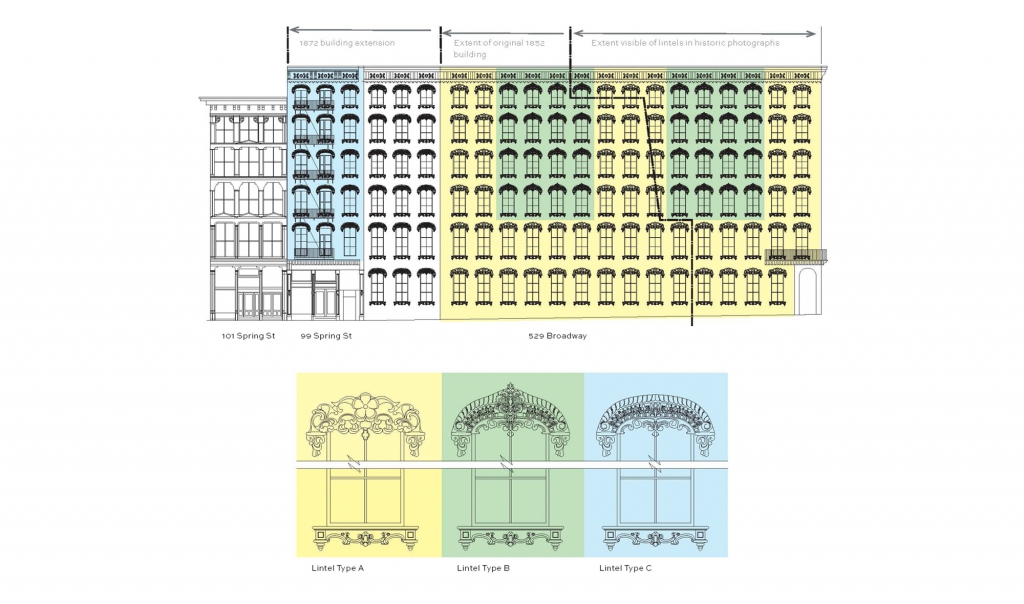 1872 building extension
Extent of original 1852
building
Extent visible of lintels in historic photographs
101 Spring St
99 Spring St
529 Broadway
Lintel Type A
Lintel Type B
Lintel Type C